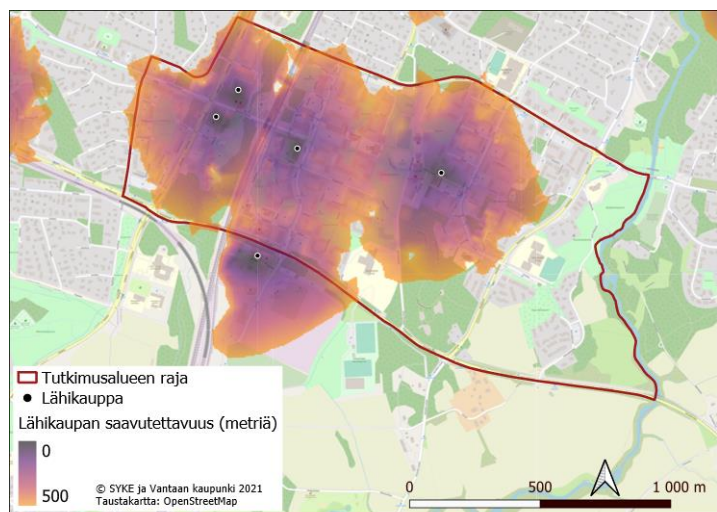 Tutkimusalueen raja
Lähikauppa
Lähikaupan saavutettavuus (metriä)
0
500
© SYKE ja Vantaan kaupunki 2021
Taustakartta: OpenStreetMap
0 500 1 000 m